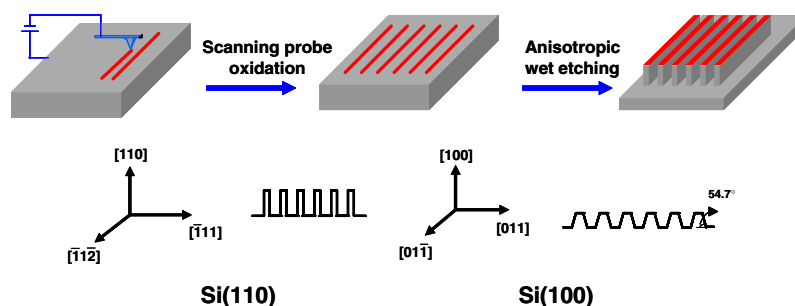 Scanning probe
oxidation
Anisotropic
wet etching
[110]
[1̅11]
[1̅12̅]
[100]
[011]
[011̅]
54.7°
Si(110)
Si(100)